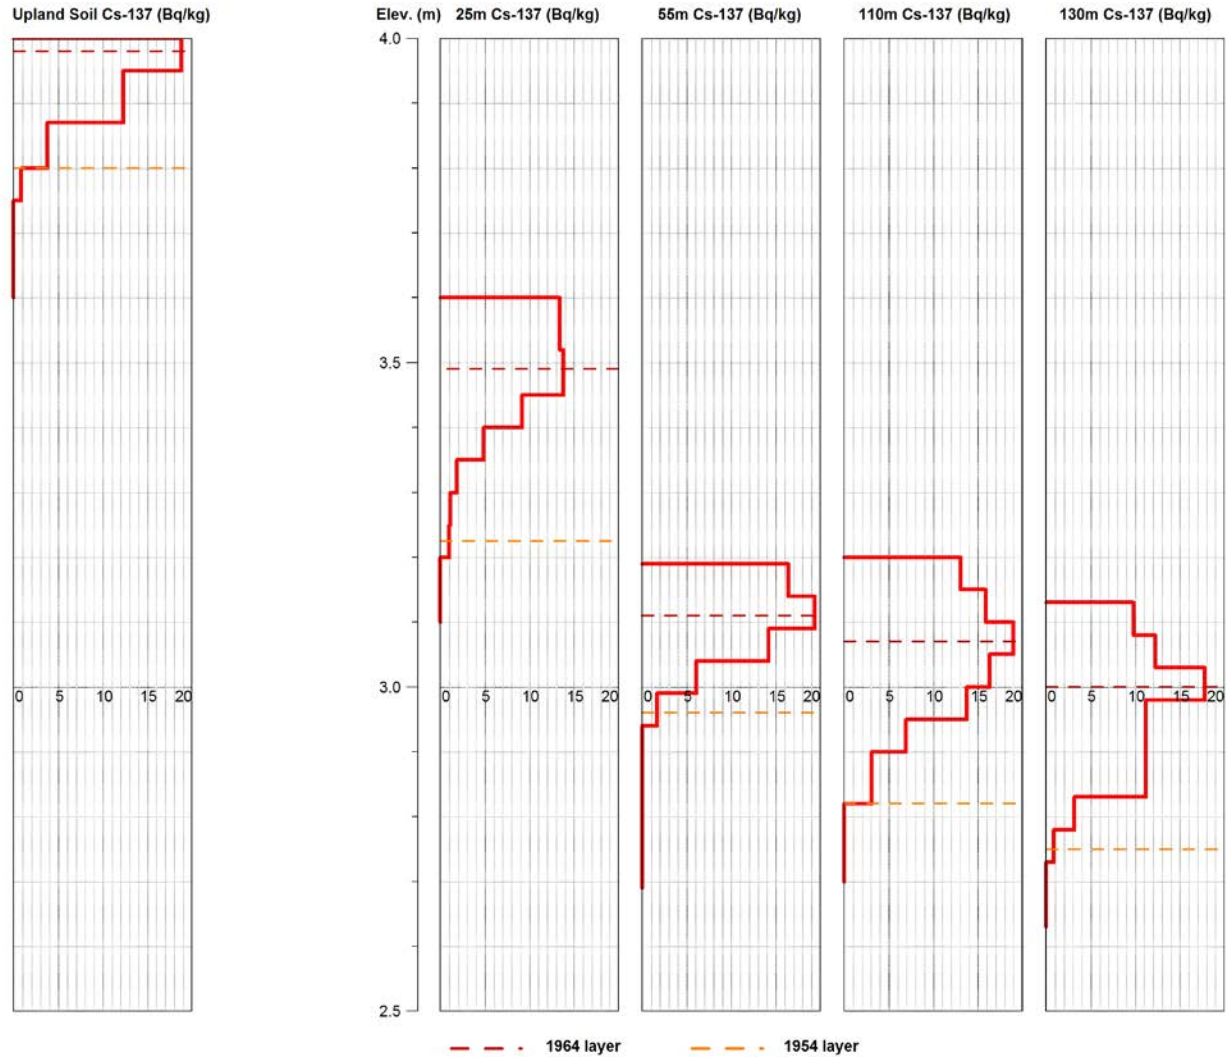 Upland Soil Cs-137 (Bq/kg) Elev. (m) 25m Cs-137 (Bq/kg) 55m Cs-137 (Bq/kg) 110m Cs-137 (Bq/kg) 130m Cs-137 (Bq/kg)
4.0
3.5
0 5 10 15 20 3.0 0 5 10 15 20 0 5 10 15 20 0 5 10 15 20 0 5 10 15 20
2.5
1964 layer 1954 layer